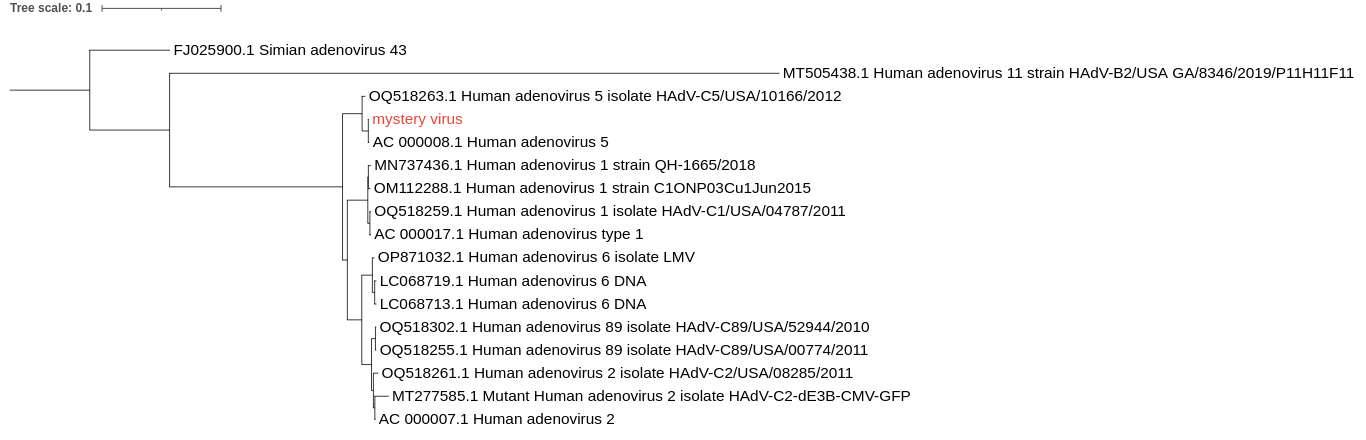 Tree scale: 0.1
FJ025900.1 Simian adenovirus 43
MT505438.1 Human adenovirus 11 strain HAdV-B2/USA GA/8346/2019/P11H11F11
OQ518263.1 Human adenovirus 5 isolate HAdV-C5/USA/10166/2012
mystery virus
AC 000008.1 Human adenovirus 5
MN737436.1 Human adenovirus 1 strain QH-1665/2018
OM112288.1 Human adenovirus 1 strain C1ONP03Cu1Jun2015
OQ518259.1 Human adenovirus 1 isolate HAdV-C1/USA/04787/2011
AC 000017.1 Human adenovirus type 1
OP871032.1 Human adenovirus 6 isolate LMV
LC068719.1 Human adenovirus 6 DNA
LC068713.1 Human adenovirus 6 DNA
OQ518302.1 Human adenovirus 89 isolate HAdV-C89/USA/52944/2010
OQ518255.1 Human adenovirus 89 isolate HAdV-C89/USA/00774/2011
OQ518261.1 Human adenovirus 2 isolate HAdV-C2/USA/08285/2011
MT277585.1 Mutant Human adenovirus 2 isolate HAdV-C2-dE3B-CMV-GFP
AC 000007.1 Human adenovirus 2